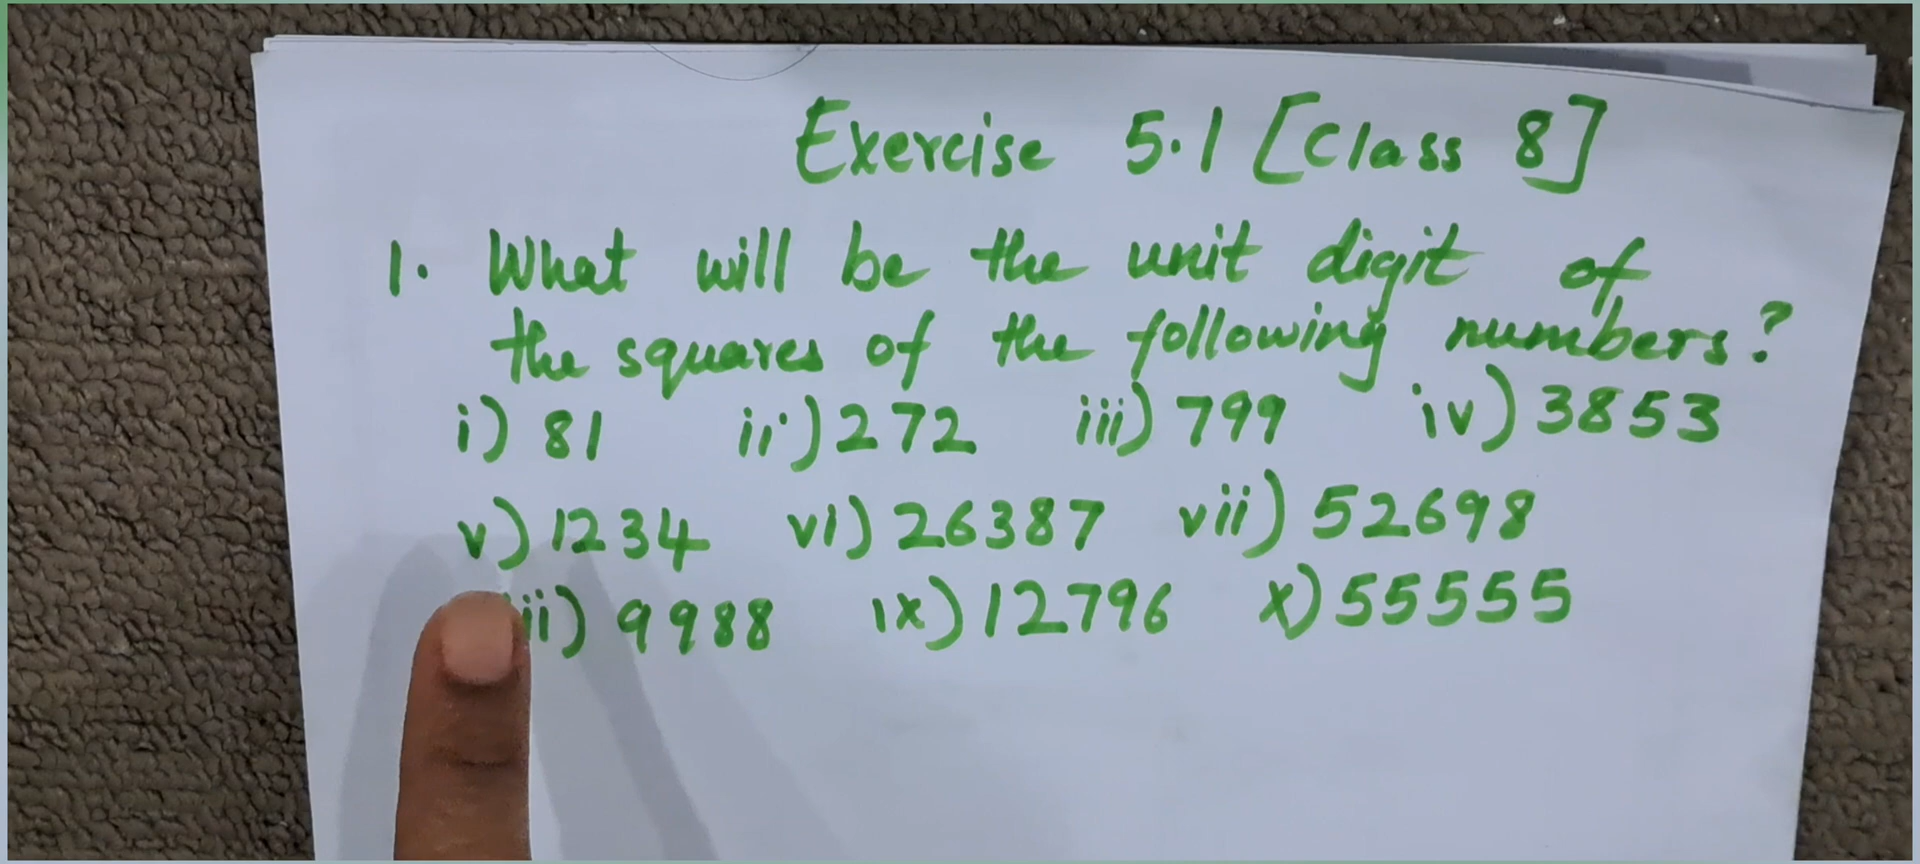 Exercise 5.1 [Class 8]
1. What will be the unit digit of
the squares of the following numbers?
i) 81 ii) 272 iii) 799 iv) 3853
v) 1234 vi) 26387 vii) 52698
ii) 9988 ix) 12796 x) 55555